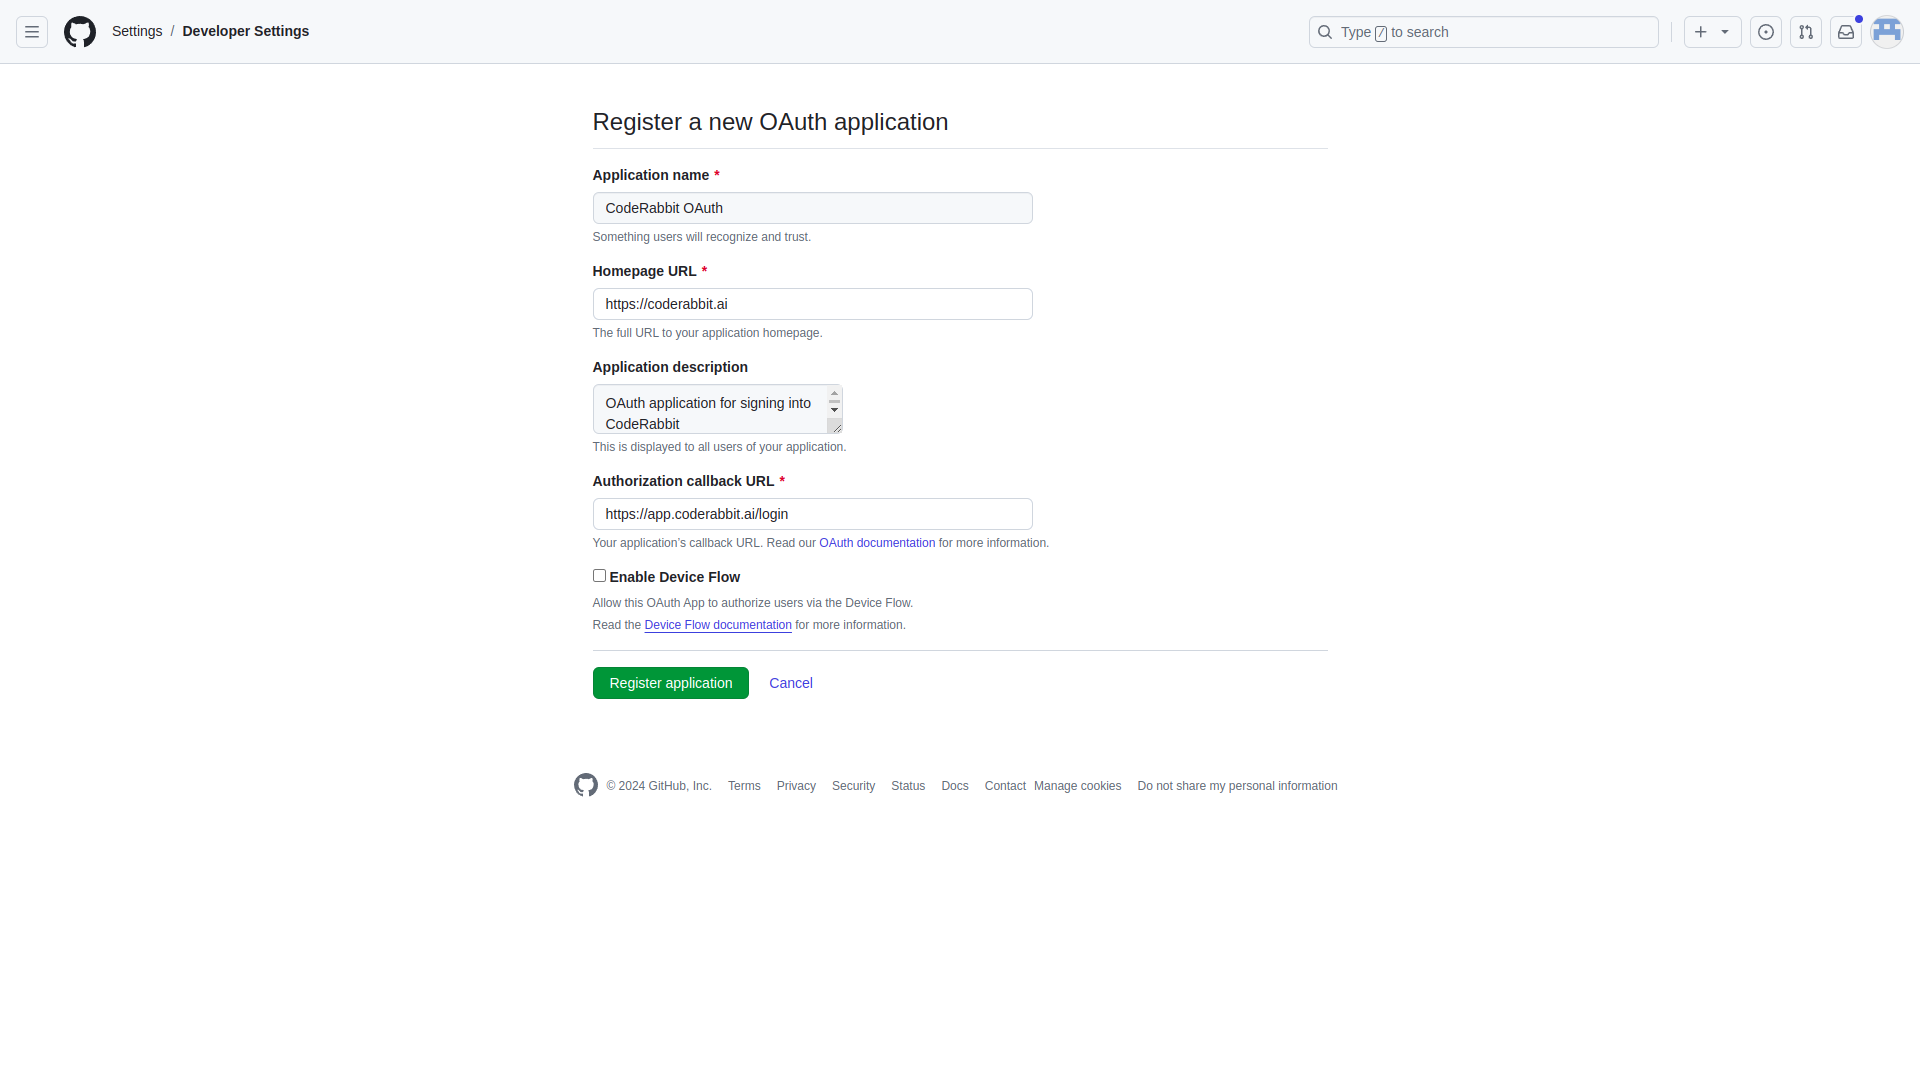 Settings / Developer Settings
Type / to search
Register a new OAuth application
Application name *
CodeRabbit OAuth
Something users will recognize and trust.
Homepage URL *
https://coderabbit.ai
The full URL to your application homepage.
Application description
OAuth application for signing into
CodeRabbit
This is displayed to all users of your application.
Authorization callback URL *
https://app.coderabbit.ai/login
Your application's callback URL. Read our OAuth documentation for more information.
Enable Device Flow
Allow this OAuth App to authorize users via the Device Flow.
Read the Device Flow documentation for more information.
Register application Cancel
© 2024 GitHub, Inc. Terms Privacy Security Status Docs Contact Manage cookies Do not share my personal information